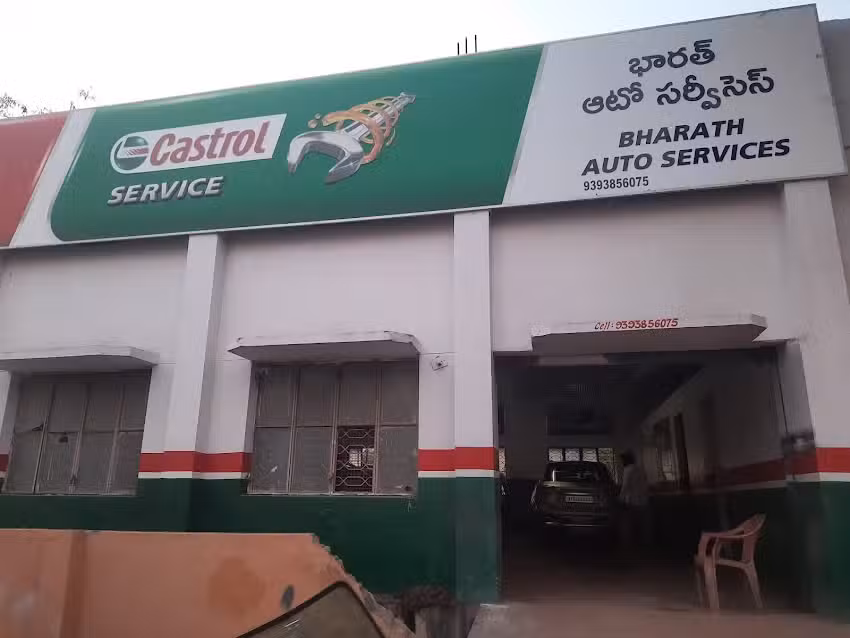 Castrol
SERVICE
భారత్
ఆటో సర్వీసెస్
BHARATH
AUTO SERVICES
9393856075
Cell: 9393856075